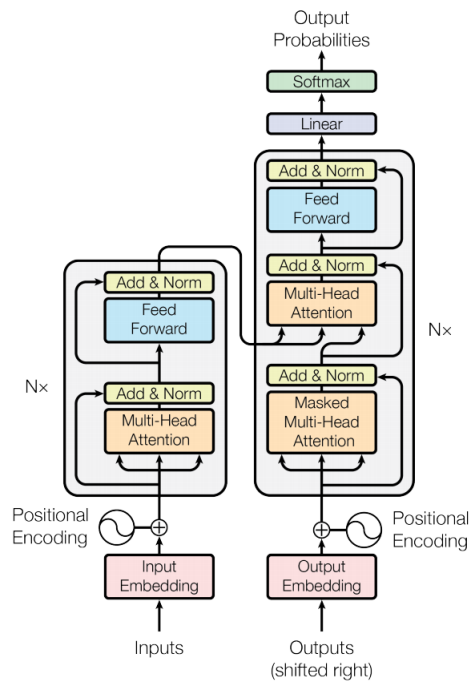 Output
Probabilities
Softmax
Linear
Add & Norm
Feed
Forward
Add & Norm
Multi-Head
Attention
Nx
Add & Norm
Masked
Multi-Head
Attention
Add & Norm
Feed
Forward
Nx
Add & Norm
Multi-Head
Attention
Positional
Encoding
Positional
Encoding
Input
Embedding
Output
Embedding
Inputs
Outputs
(shifted right)